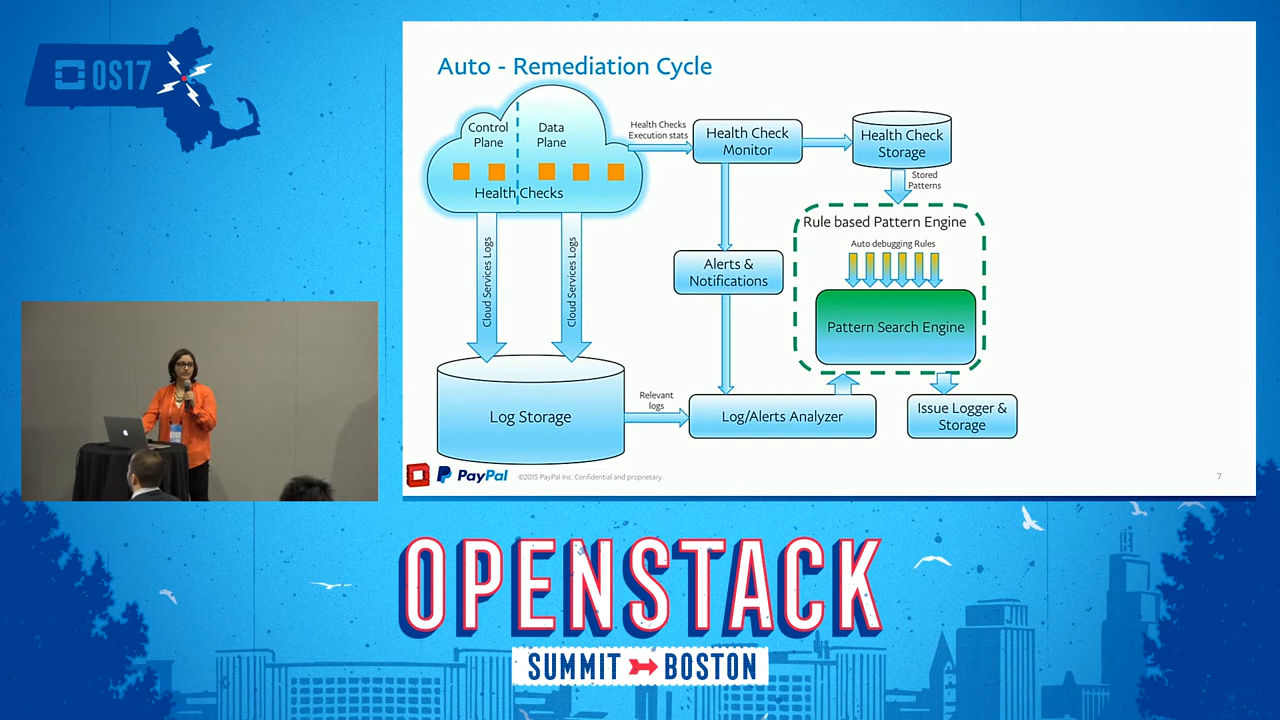 OS17
Auto - Remediation Cycle
Control
Plane
Data
Plane
Health Checks
Health Checks
Execution stats
Health Check
Monitor
Health Check
Storage
Stored
Patterns
Rule based Pattern Engine
Auto debugging Rules
Pattern Search Engine
Alerts &
Notifications
Cloud Services Logs
Cloud Services Logs
Log Storage
Relevant
logs
Log/Alerts Analyzer
Issue Logger &
Storage
PayPal
©2015 PayPal Inc. Confidential and proprietary.
7
OPENSTACK
SUMMIT BOSTON